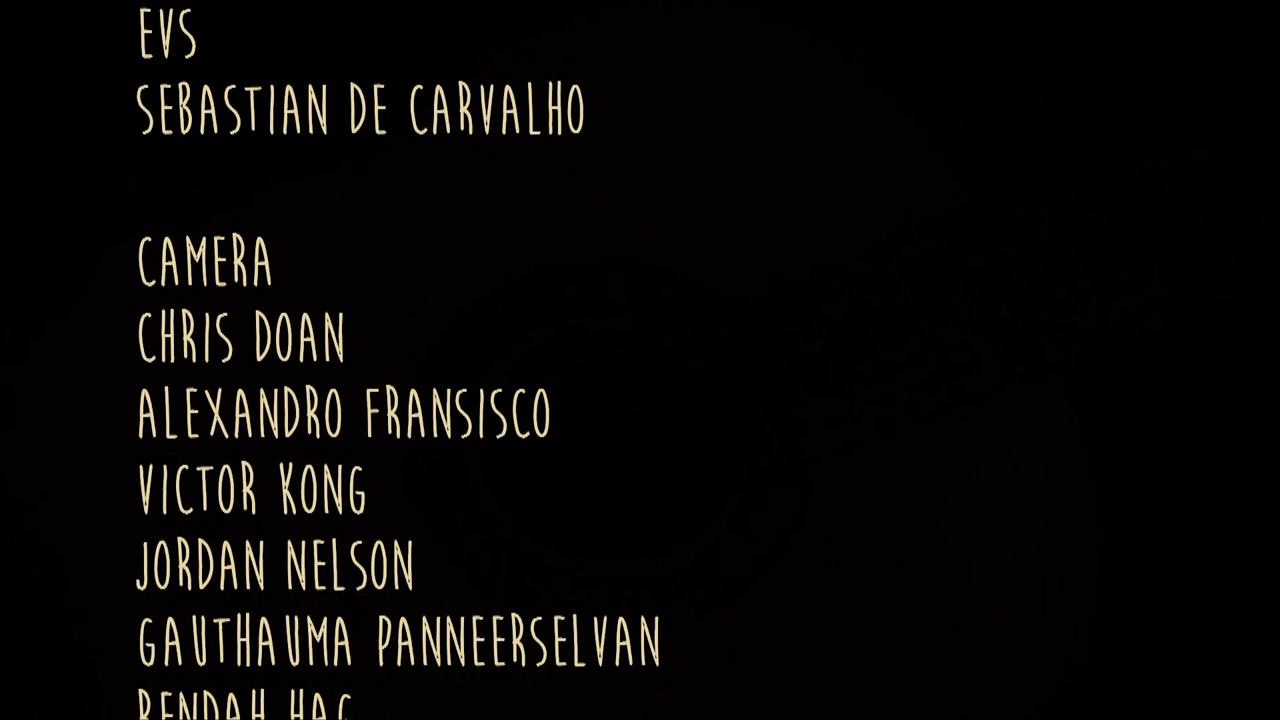 EVS
SEBASTIAN DE CARVALHO
CAMERA
CHRIS DOAN
ALEXANDRO FRANSISCO
VICTOR KONG
JORDAN NELSON
GAUTHAUMA PANNEERSELVAN